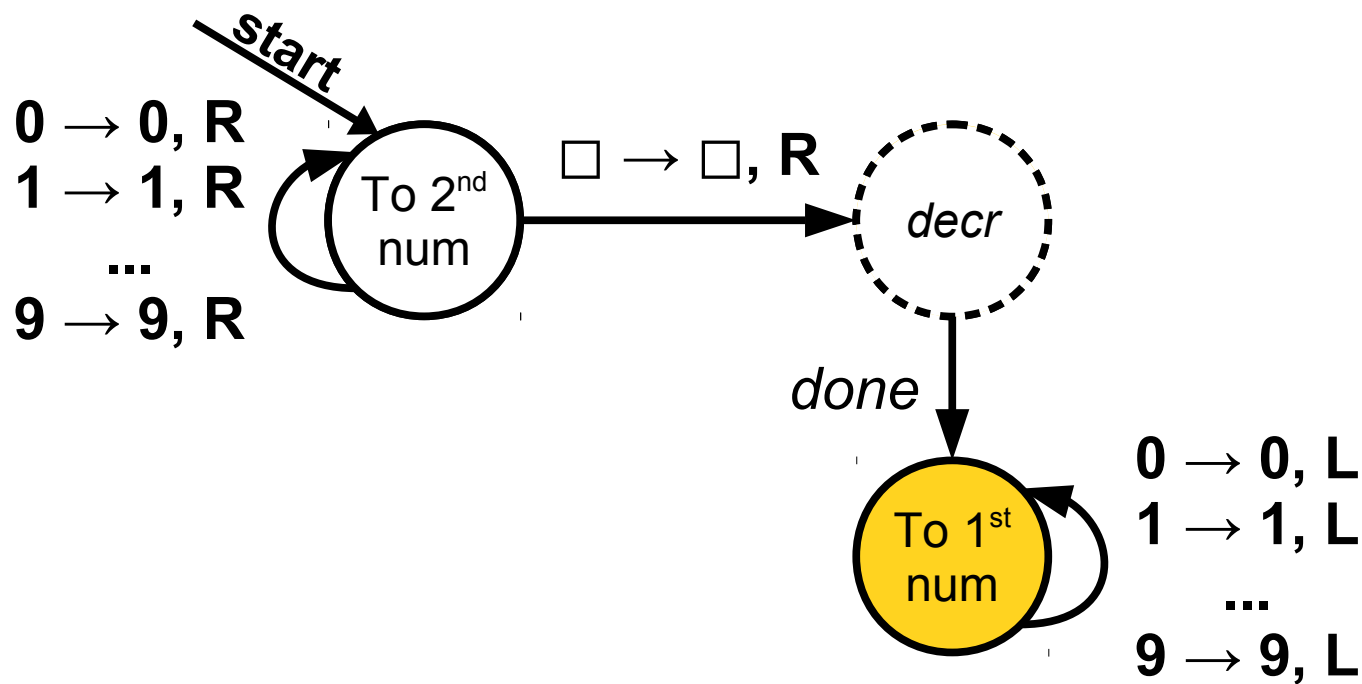 start
0 → 0, R
1 → 1, R
...
9 → 9, R
To 2nd
num
□ → □, R
decr
done
To 1st
num
0 → 0, L
1 → 1, L
...
9 → 9, L